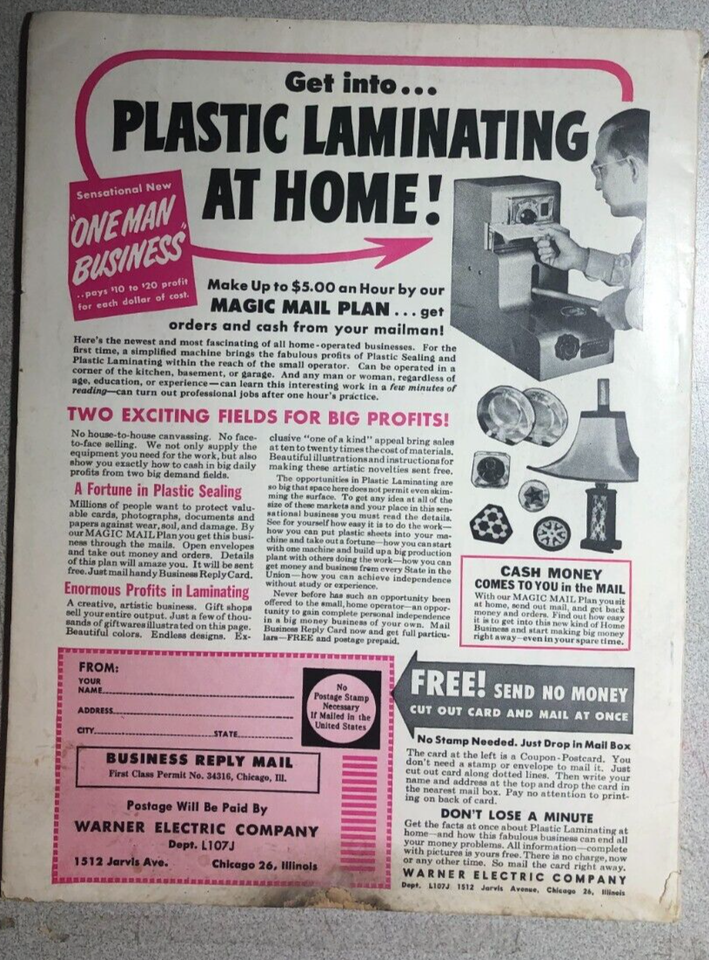 Get into...
PLASTIC LAMINATING
AT HOME!
Sensational New
"ONE MAN
BUSINESS"
..pays $10 to $20 profit
for each dollar of cost.
Make Up to $5.00 an Hour by our
MAGIC MAIL PLAN...get
orders and cash from your mailman!
Here's the newest and most fascinating of all home-operated businesses. For the
first time, a simplified machine brings the fabulous profits of Plastic Sealing and
Plastic Laminating within the reach of the small operator. Can be operated in a
corner of the kitchen, basement, or garage. And any man or woman, regardless of
age, education, or experience—can learn this interesting work in a few minutes of
reading—can turn out professional jobs after one hour's practice.
TWO EXCITING FIELDS FOR BIG PROFITS!
No house-to-house canvassing. No face-
to-face selling. We not only supply the
equipment you need for the work, but also
show you exactly how to cash in big daily
profits from two big demand fields.
A Fortune in Plastic Sealing
Millions of people want to protect valu-
able cards, photographs, documents and
papers against wear, soil, and damage. By
our MAGIC MAIL PLAN you get this busi-
ness through the mails. Open envelopes
and take out money and orders. Details
of this plan will amaze you. It will be sent
free. Just mail handy Business Reply Card.
Enormous Profits in Laminating
A creative, artistic business. Gift shops
sell your entire output. Just a few of thou-
sands of giftwares illustrated on this page.
Beautiful colors. Endless designs. Ex-
clusive "one of a kind" appeal bring sales
at ten to twenty times the cost of materials.
Beautiful illustrations and instructions for
making these artistic novelties sent free.
The opportunities in Plastic Laminating are
so big that space here does not permit even skim-
ming the surface. To get any idea at all of the
size of these markets and your place in this sen-
sational business you must read the details.
See for yourself how easy it is to do the work—
how you can put plastic sheets into your ma-
chine and take out a fortune—how you can start
with one machine and build up a big production
plant with others doing the work—how you can
get money and business from every State in the
Union—how you can achieve independence
without study or experience.
Never before has such an opportunity been
offered to the small, home operator—an oppor-
tunity to gain complete personal independence
in a big money business of your own. Mail
Business Reply Card now and get full particu-
lars—FREE and postage prepaid.
CASH MONEY
COMES TO YOU in the MAIL
With our MAGIC MAIL Plan you sit
at home, send out mail, and get back
money and orders. Find out how easy
it is to get into this new kind of Home
Business and start making big money
right away—even in your spare time.
FROM:
YOUR
NAME
ADDRESS
CITY STATE
No
Postage Stamp
Necessary
If Mailed in the
United States
BUSINESS REPLY MAIL
First Class Permit No. 34316, Chicago, Ill.
Postage Will Be Paid By
WARNER ELECTRIC COMPANY
Dept. L107J
1512 Jarvis Ave. Chicago 26, Illinois
FREE! SEND NO MONEY
CUT OUT CARD AND MAIL AT ONCE
No Stamp Needed. Just Drop in Mail Box
The card at the left is a Coupon-Postcard. You
don't need a stamp or envelope to mail it. Just
cut out card along dotted lines. Then write your
name and address at the top and drop the card in
the nearest mail box. Pay no attention to print-
ing on back of card.
DON'T LOSE A MINUTE
Get the facts at once about Plastic Laminating at
home—and how this fabulous business can end all
your money problems. All information—complete
with pictures is yours free. There is no charge, now
or any other time. So mail the card right away.
WARNER ELECTRIC COMPANY
Dept. L107J 1512 Jarvis Avenue, Chicago 26, Illinois